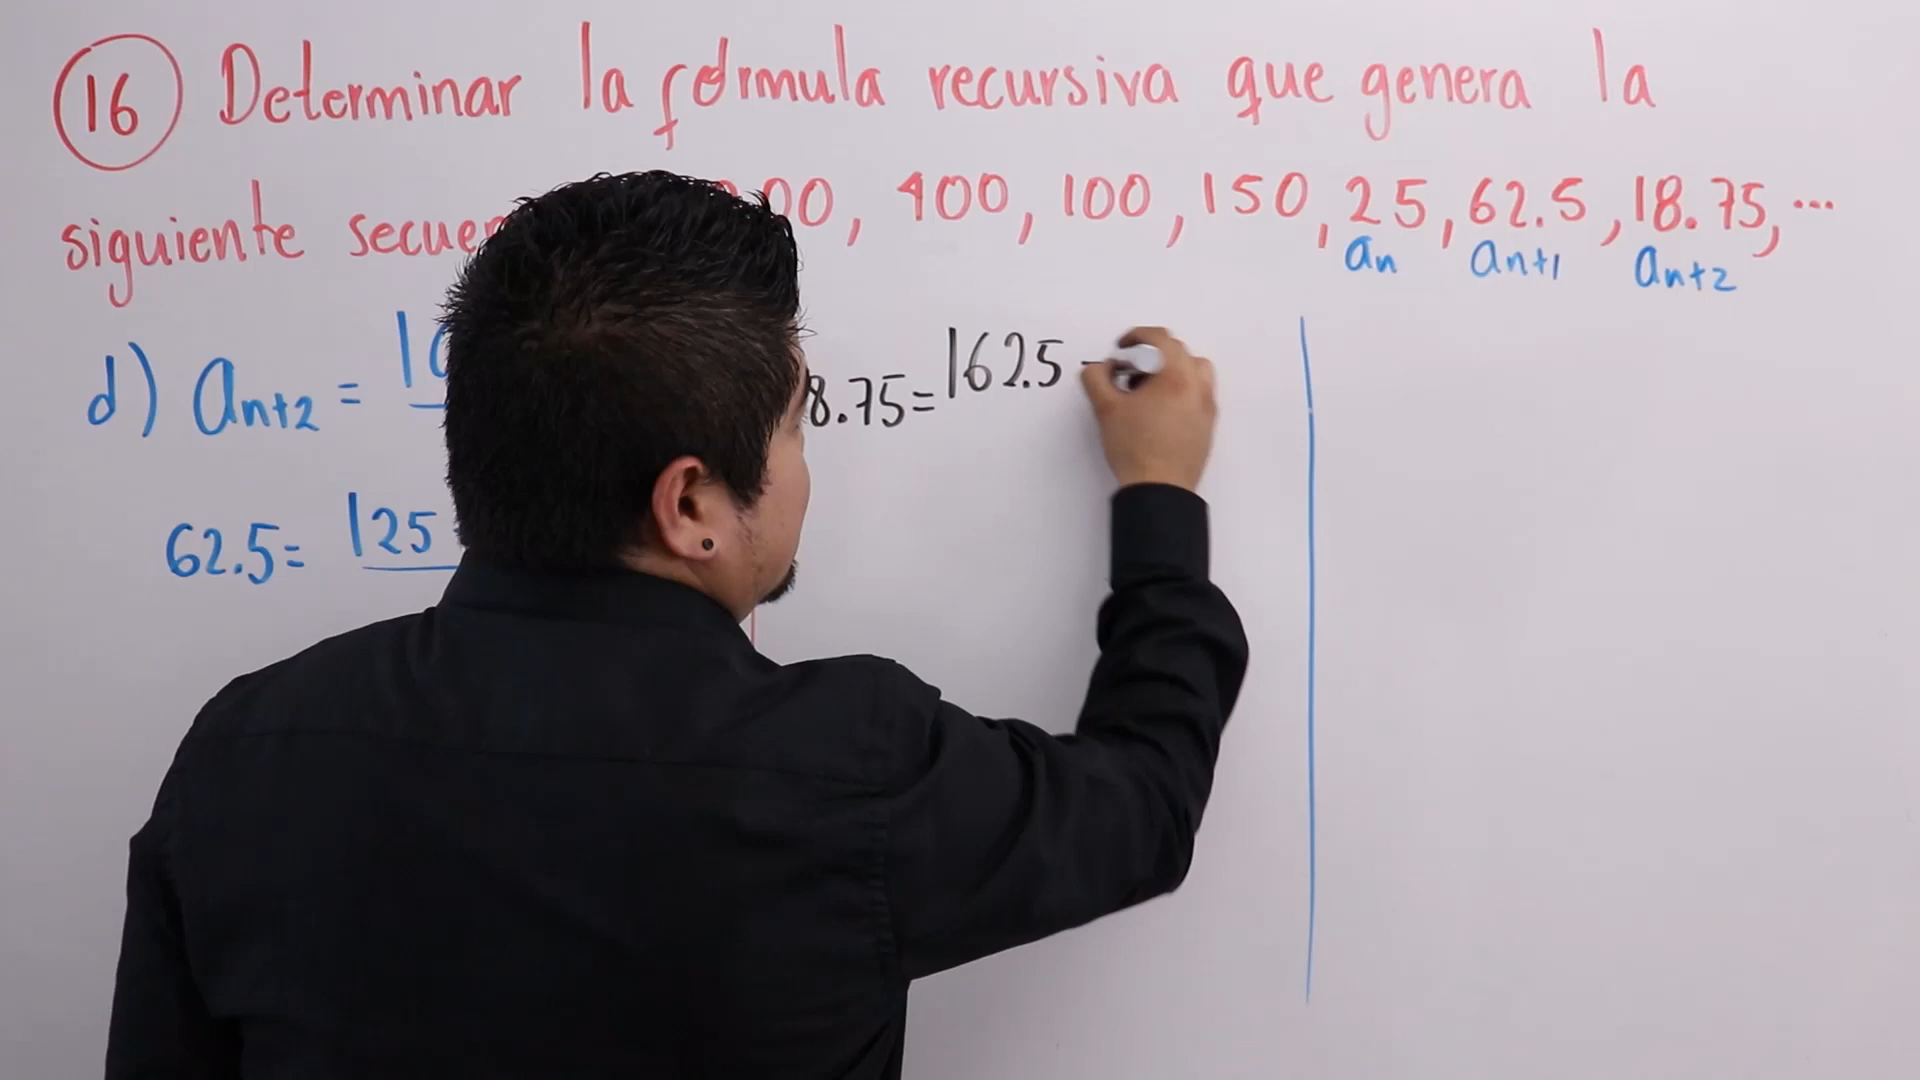 16 Determinar la fórmula recursiva que genera la
siguiente 00, 400, 100, 150, 25, 62.5, 18.75, ...
an an+1 an+2
d) an+2 =
8.75 = 162.5 -
62.5 = 125